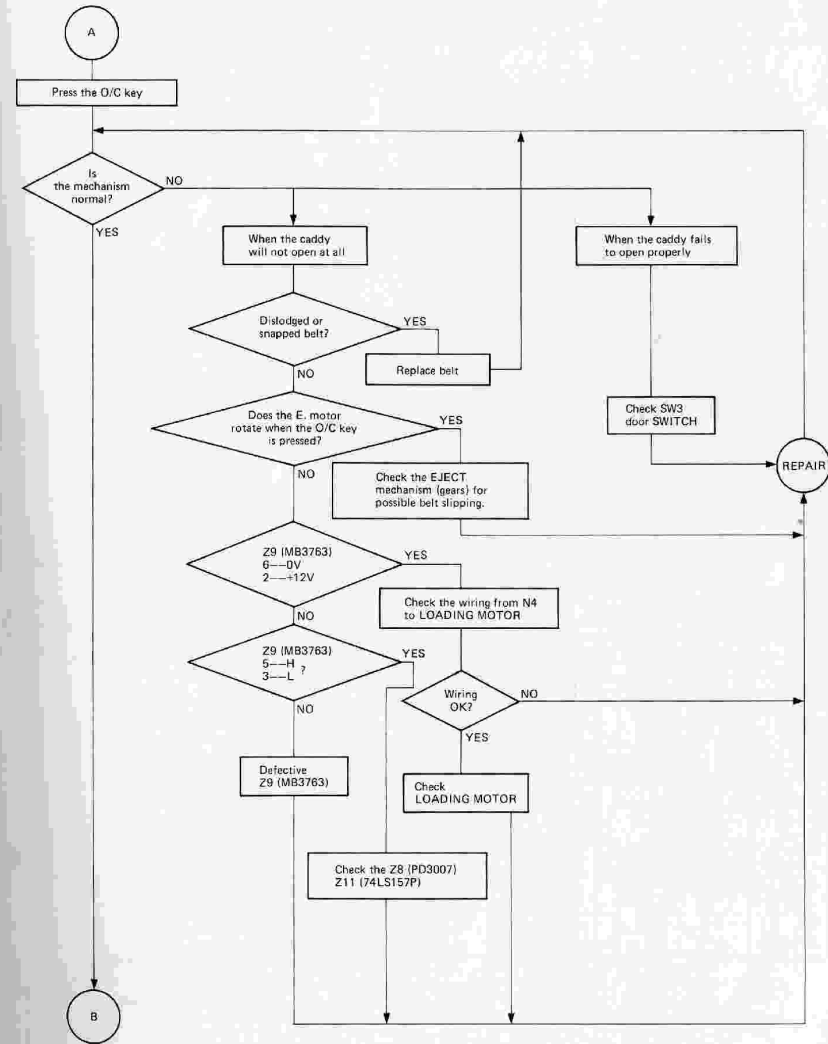 A
Press the O/C key
Is
the mechanism
normal?
NO
YES
When the caddy
will not open at all
When the caddy fails
to open properly
Dislodged or
snapped belt?
YES
NO
Replace belt
Does the E. motor
rotate when the O/C key
is pressed?
YES
NO
Check SW3
door SWITCH
REPAIR
Check the EJECT
mechanism (gears) for
possible belt slipping.
Z9 (MB3763)
6--0V
2--+12V
YES
NO
Check the wiring from N4
to LOADING MOTOR
Z9 (MB3763)
5--H
3--L ?
YES
NO
Wiring
OK?
NO
YES
Defective
Z9 (MB3763)
Check
LOADING MOTOR
Check the Z8 (PD3007)
Z11 (74LS157P)
B